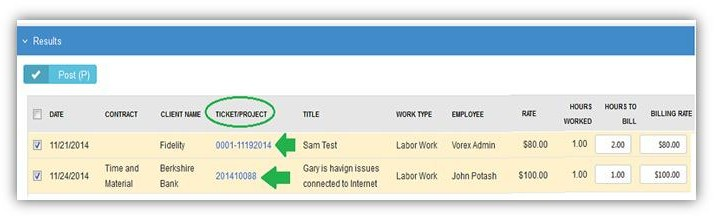 Results
Post (P)
DATE CONTRACT CLIENT NAME TICKET/PROJECT TITLE WORK TYPE EMPLOYEE RATE HOURS WORKED HOURS TO BILL BILLING RATE
11/21/2014 Fidelity 0001-11192014 Sam Test Labor Work Vorex Admin $80.00 1.00 2.00 $80.00
11/24/2014 Time and Material Berkshire Bank 201410088 Gary is havign issues connected to Internet Labor Work John Potash $100.00 1.00 1.00 $100.00